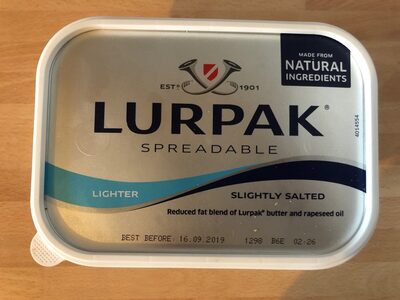 MADE FROM
NATURAL
INGREDIENTS
ESTD 1901
LURPAK®
SPREADABLE
LIGHTER
SLIGHTLY SALTED
Reduced fat blend of Lurpak® butter and rapeseed oil
BEST BEFORE: 16.09.2019 1298 B6E 02:26
4014554